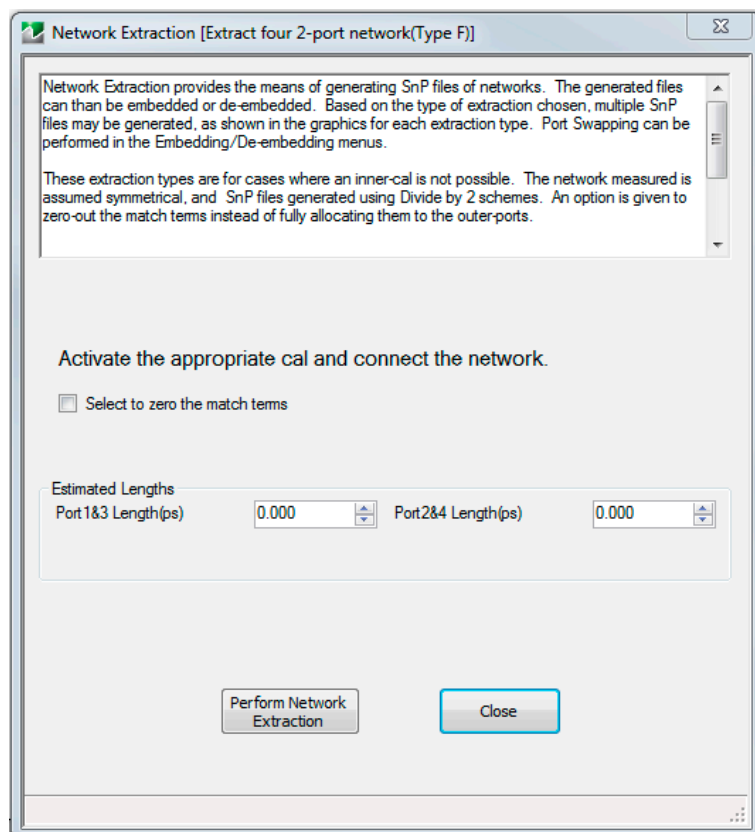 Network Extraction [Extract four 2-port network(Type F)]
Network Extraction provides the means of generating SnP files of networks. The generated files
can than be embedded or de-embedded. Based on the type of extraction chosen, multiple SnP
files may be generated, as shown in the graphics for each extraction type. Port Swapping can be
performed in the Embedding/De-embedding menus.
These extraction types are for cases where an inner-cal is not possible. The network measured is
assumed symmetrical, and SnP files generated using Divide by 2 schemes. An option is given to
zero-out the match terms instead of fully allocating them to the outer-ports.
Activate the appropriate cal and connect the network.
Select to zero the match terms
Estimated Lengths
Port1&3 Length(ps) 0.000 Port2&4 Length(ps) 0.000
Perform Network
Extraction
Close